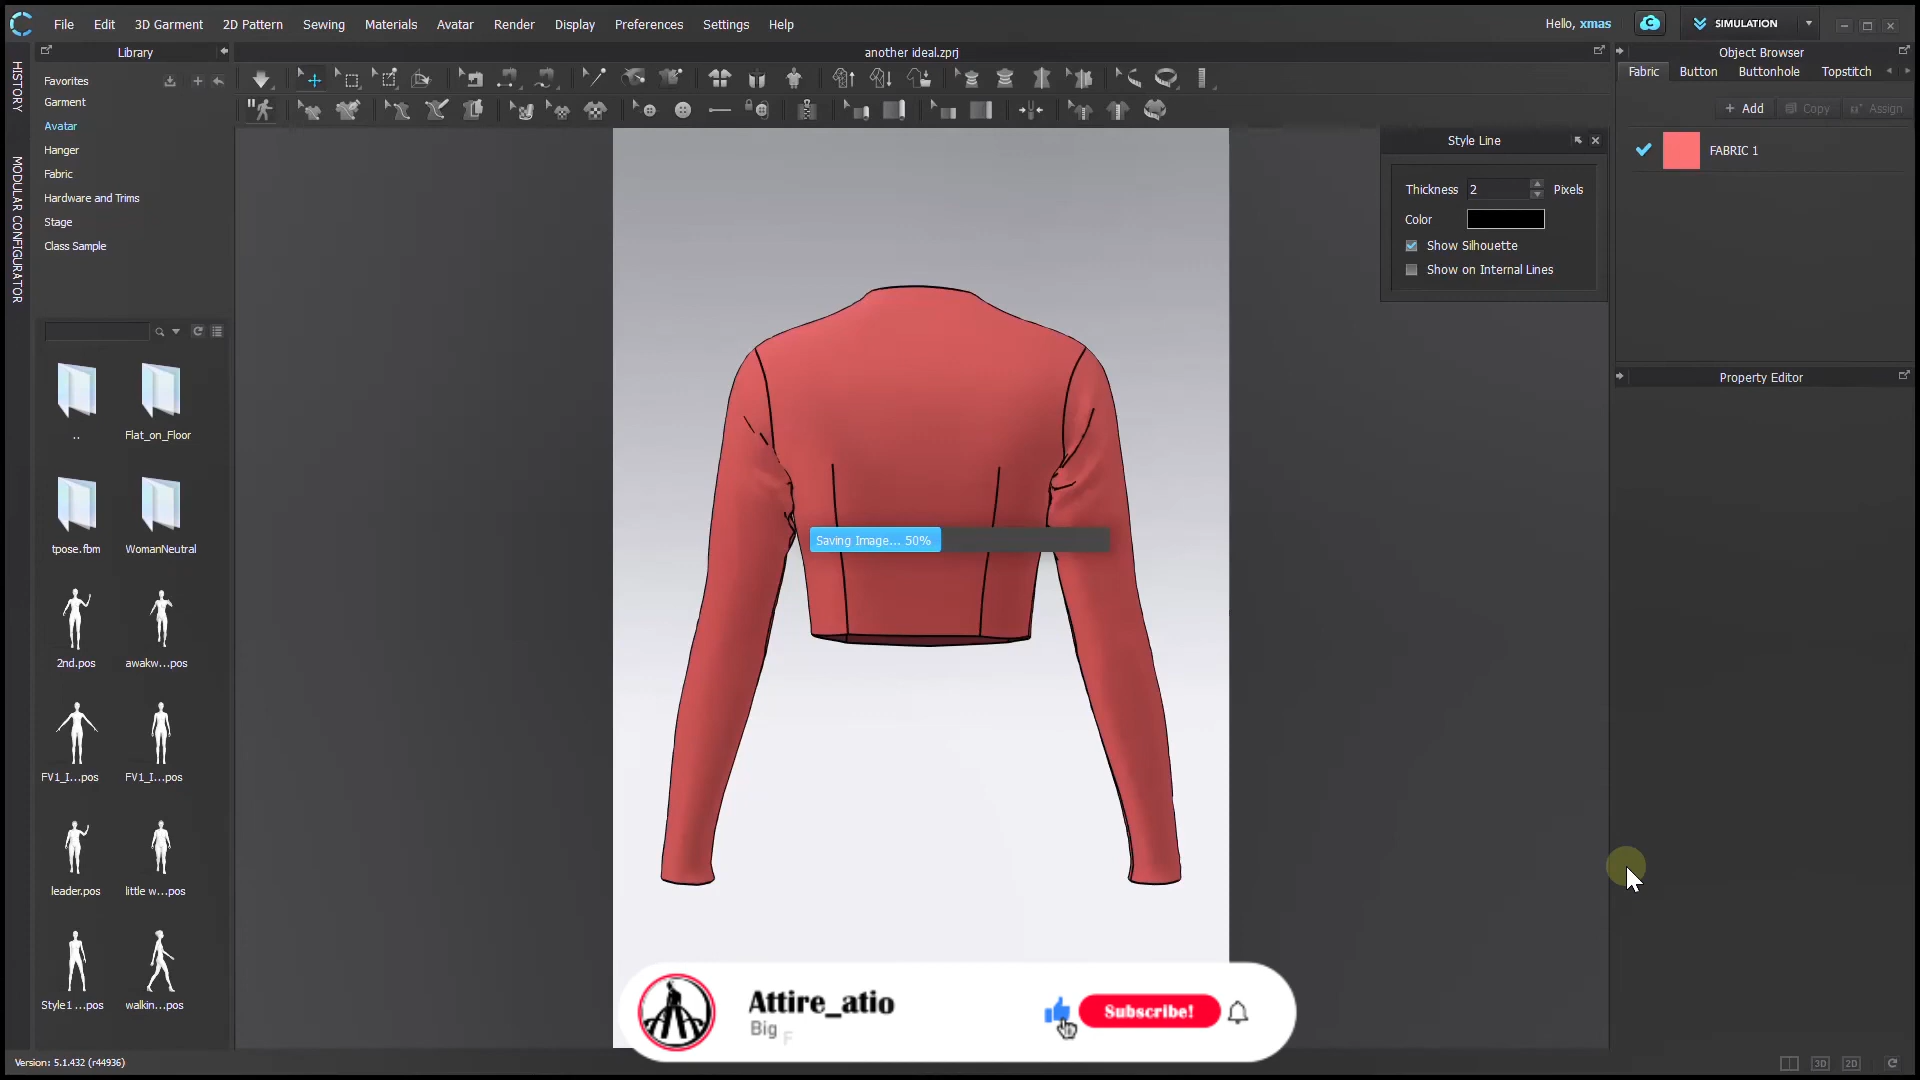 File Edit 3D Garment 2D Pattern Sewing Materials Avatar Render Display Preferences Settings Help
Hello, xmas
SIMULATION
Library
another ideal.zprj
Object Browser
HISTORY
MODULAR CONFIGURATOR
Favorites
Garment
Avatar
Hanger
Fabric
Hardware and Trims
Stage
Class Sample
Fabric Button Buttonhole Topstitch
+ Add Copy Assign
FABRIC 1
Style Line
Thickness 2 Pixels
Color
Show Silhouette
Show on Internal Lines
Property Editor
.. Flat_on_Floor
tpose.fbm WomanNeutral
2nd.pos awakw...pos
FV1_I...pos FV1_I...pos
leader.pos little w...pos
Style1 ...pos walkin...pos
Saving Image... 50%
Attire_atio
Big F
Subscribe!
Version: 5.1.432 (r44936)
3D 2D